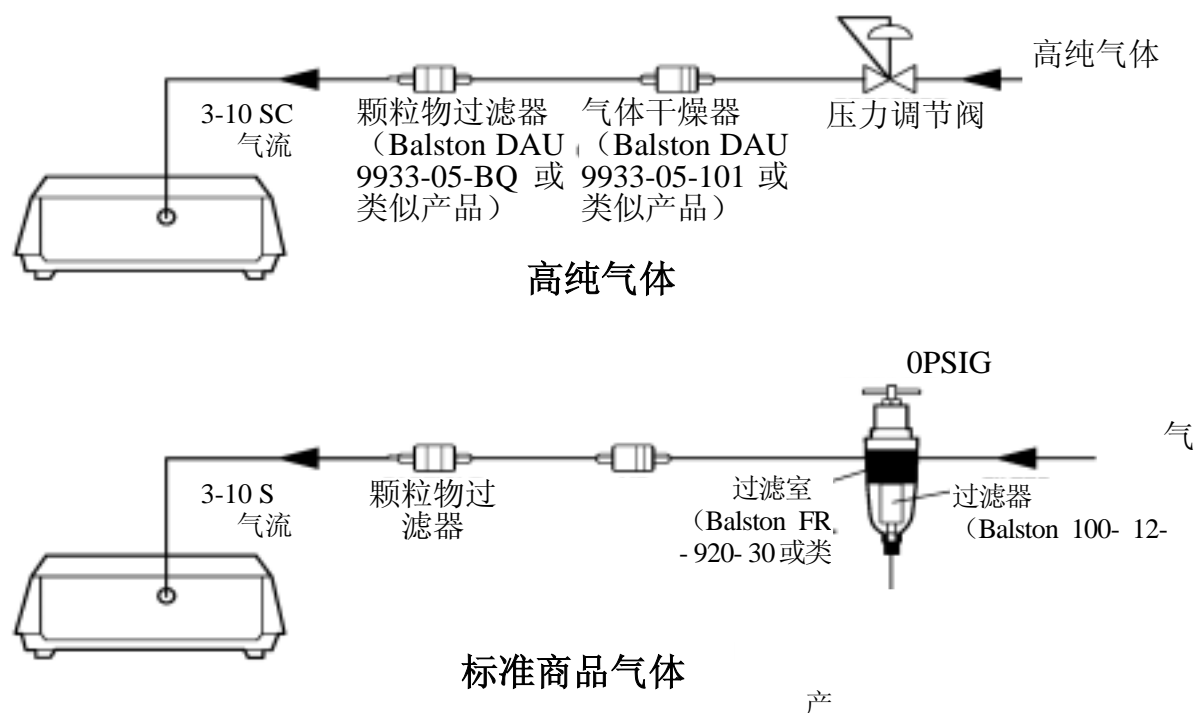 高纯气体
3-10 SC
气流
颗粒物过滤器
（Balston DAU
9933-05-BQ 或
类似产品）
气体干燥器
（Balston DAU
9933-05-101 或
类似产品）
压力调节阀
高纯气体
0PSIG
气
3-10 S
气流
颗粒物过
滤器
过滤室
（Balston FR
- 920- 30或类
过滤器
（Balston 100- 12-
标准商品气体
产